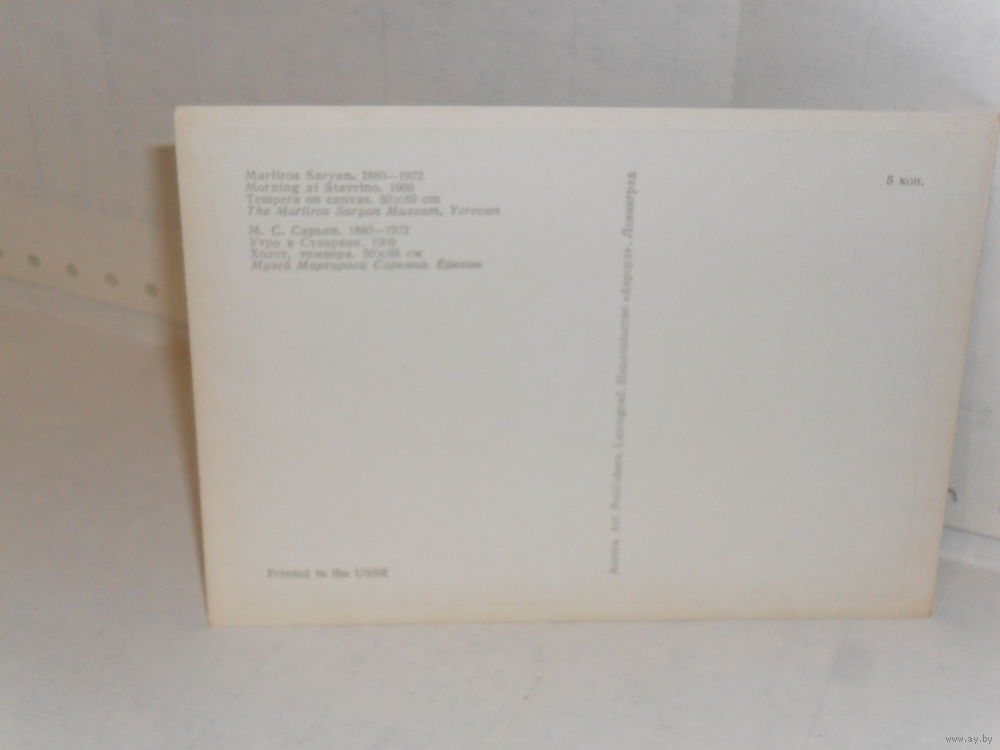 Martiros Saryan. 1880—1972
Morning at Stavrino. 1909
Tempera on canvas. 50×69 cm
The Martiros Saryan Museum, Yerevan
М. С. Сарьян. 1880—1972
Утро в Ставрине. 1909
Холст, темпера. 50×69 см
Музей Мартироса Сарьяна. Ереван
Printed in the USSR
Aurora Art Publishers. Leningrad. Издательство «Аврора». Ленинград
5 коп.
www.ay.by